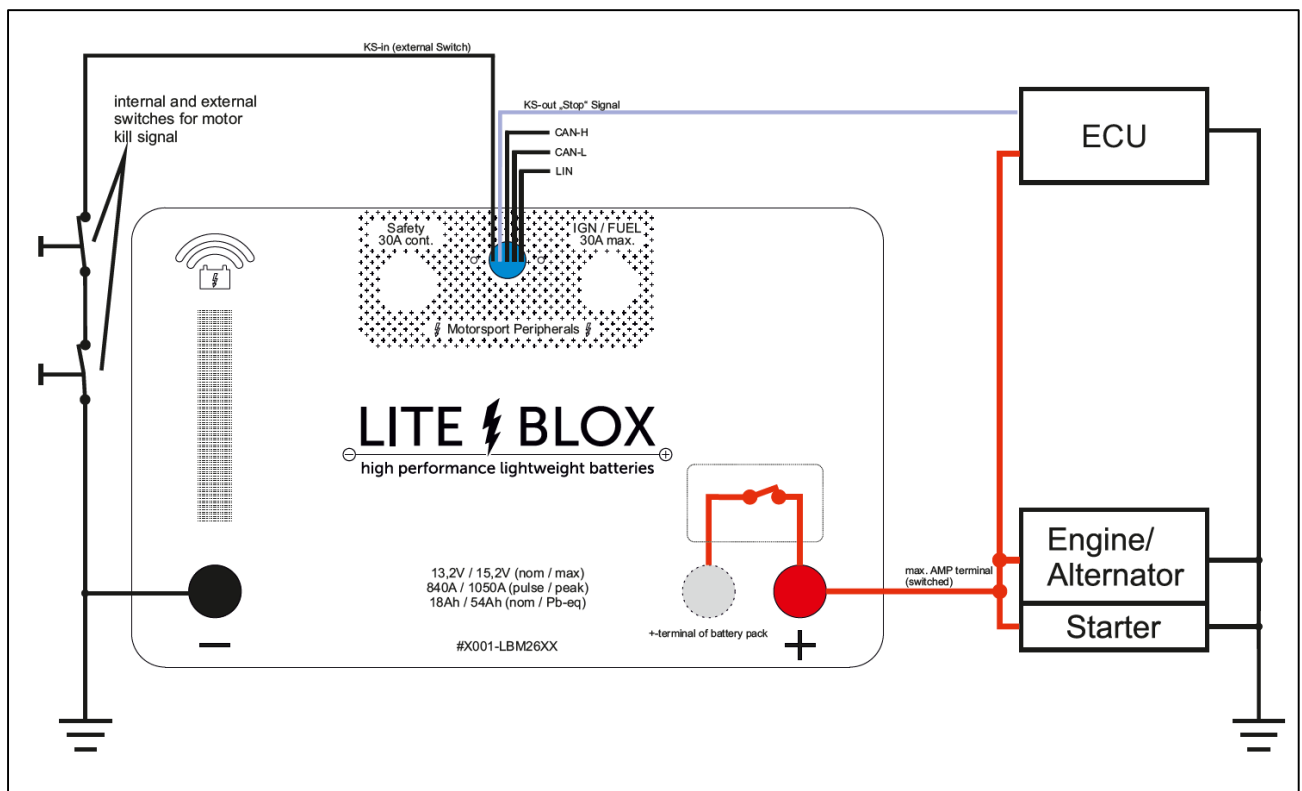 KS-in (external Switch)
internal and external
switches for motor
kill signal
KS-out „Stop“ Signal
CAN-H
CAN-L
LIN
ECU
Safety
30A cont.
IGN / FUEL
30A max.
Motorsport Peripherals
LITE BLOX
high performance lightweight batteries
13,2V / 15,2V (nom / max)
840A / 1050A (pulse / peak)
18Ah / 54Ah (nom / Pb-eq)
#X001-LBM26XX
+-terminal of battery pack
max. AMP terminal
(switched)
Engine/
Alternator
Starter